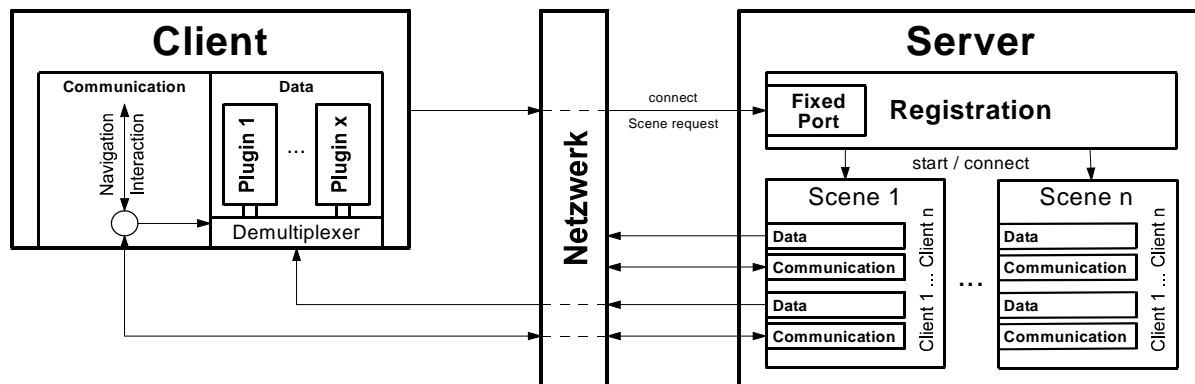 Client
Communication
Navigation
Interaction
Data
Plugin 1
...
Plugin x
Demultiplexer
Netzwerk
connect
Scene request
Server
Fixed
Port
Registration
start / connect
Scene 1
Data
Communication
Data
Communication
Client 1 ... Client n
...
Scene n
Data
Communication
Data
Communication
Client 1 ... Client n